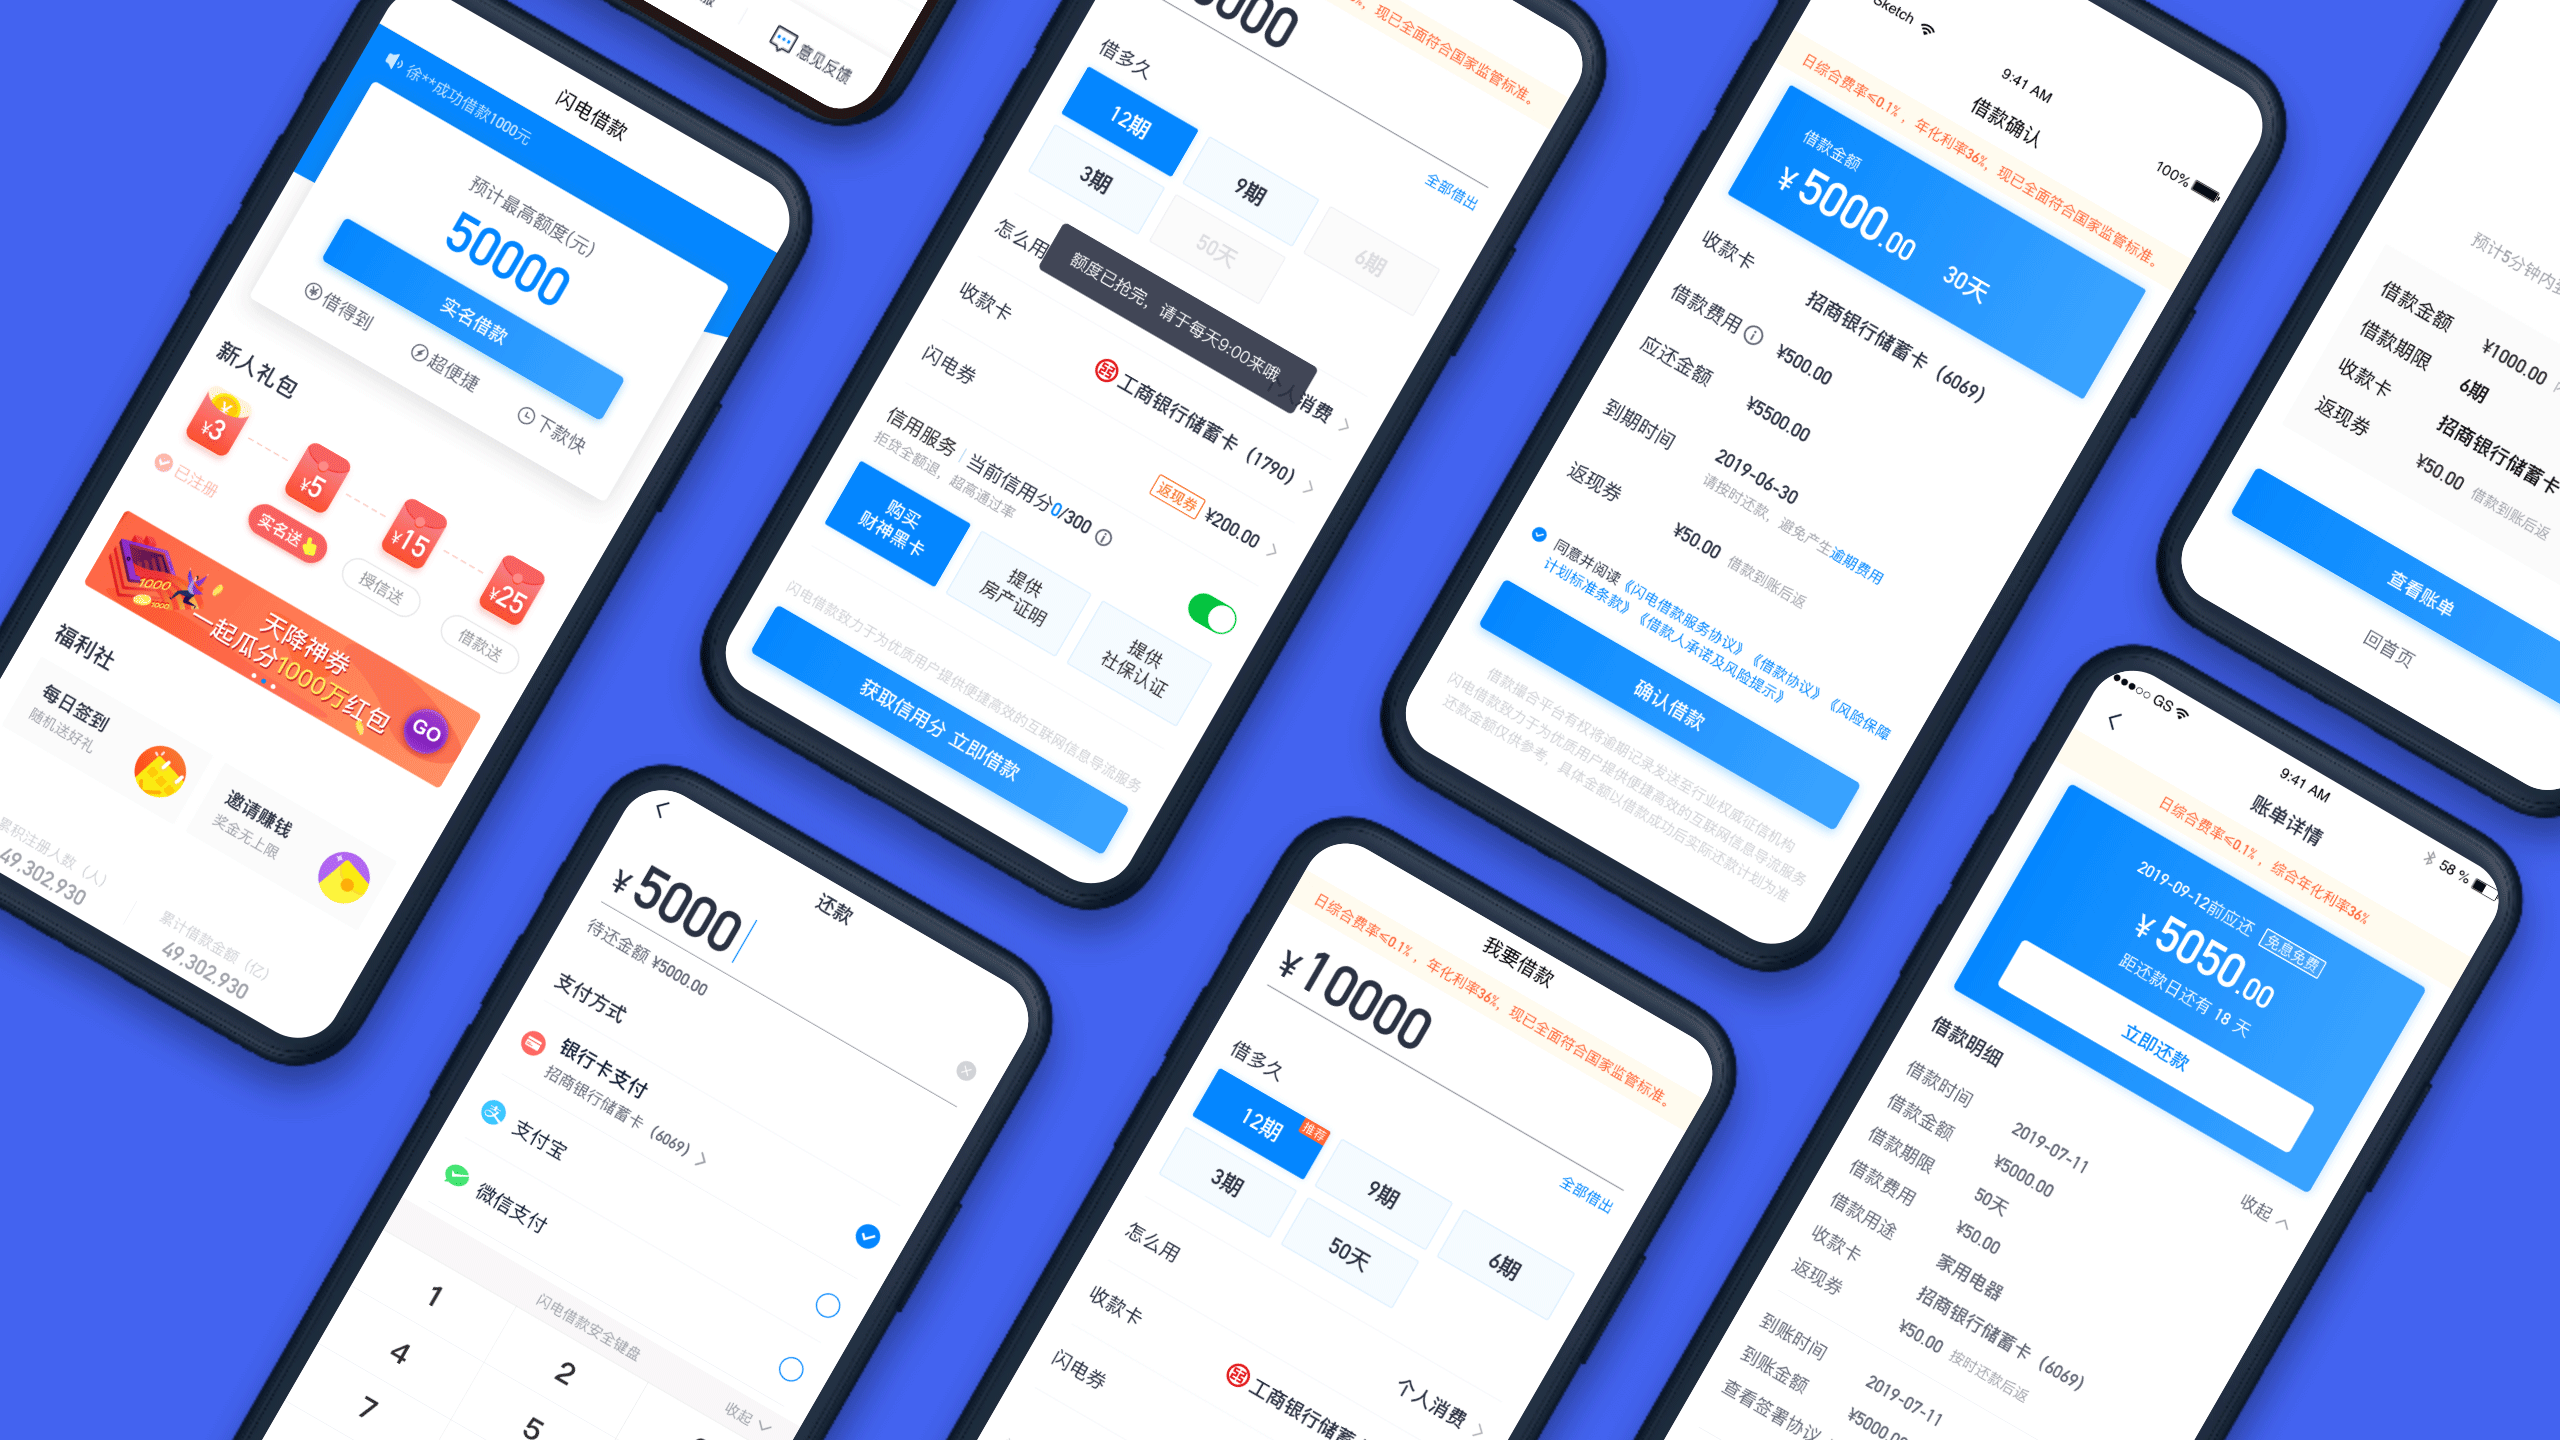 闪电借款
徐**成功借款1000元
预计最高额度(元)
50000
实名借款
借得到
超便捷
下款快
新人礼包
¥3
¥5
¥15
¥25
已注册
实名送
授信送
借款送
天降神券
一起瓜分1000万红包
GO
福利社
每日签到
随机送好礼
邀请赚钱
奖金无上限
累积注册人数（人）
49,302,930
累计借款金额（亿）
49,302,930
意见反馈
现已全面符合国家监管标准。
借多久
12期
9期
6期
3期
50天
全部借出
怎么用
额度已抢完，请于每天9:00来哦
人消费
收款卡
工商银行储蓄卡（1790）
闪电券
返现券 ¥200.00
信用服务 | 当前信用分0/300
拒贷全额退，超高通过率
购买
财神黑卡
提供
房产证明
提供
社保认证
闪电借款致力于为优质用户提供便捷高效的互联网信息导流服务
获取信用分 立即借款
Sketch
9:41 AM
100%
借款确认
日综合费率≤0.1%，年化利率36%，现已全面符合国家监管标准。
借款金额
¥5000.00
30天
收款卡
招商银行储蓄卡（6069）
借款费用
¥500.00
应还金额
¥5500.00
到期时间
2019-06-30
请按时还款，避免产生逾期费用
返现券
¥50.00 借款到账后返
同意并阅读《闪电借款服务协议》《借款协议》《风险保障
计划标准条款》《借款人承诺及风险提示》
确认借款
借款撮合平台有权将逾期记录发送至行业权威征信机构
闪电借款致力于为优质用户提供便捷高效的互联网信息导流服务
还款金额仅供参考，具体金额以借款成功后实际还款计划为准
预计5分钟内
借款金额
¥1000.00
借款期限
6期
收款卡
招商银行储蓄卡
返现券
¥50.00 借款到账后返
查看账单
回首页
还款
¥5000
待还金额 ¥5000.00
支付方式
银行卡支付
招商银行储蓄卡（6069）
支付宝
微信支付
闪电借款安全键盘
收起
1
2
4
5
7
我要借款
日综合费率≤0.1%，年化利率36%，现已全面符合国家监管标准。
¥10000
借多久
12期
推荐
9期
6期
3期
50天
全部借出
怎么用
个人消费
收款卡
工商银行储蓄
闪电券
GS
9:41 AM
58 %
账单详情
日综合费率≤0.1%，综合年化利率36%
2019-09-12前应还 免息免费
¥5050.00
距还款日还有 18 天
立即还款
借款明细
收起
借款时间
2019-07-11
借款金额
¥5000.00
借款期限
50天
借款费用
¥50.00
借款用途
家用电器
收款卡
招商银行储蓄卡（6069）
返现券
¥50.00 按时还款后返
到账时间
2019-07-11
到账金额
¥5000.00
查看签署协议